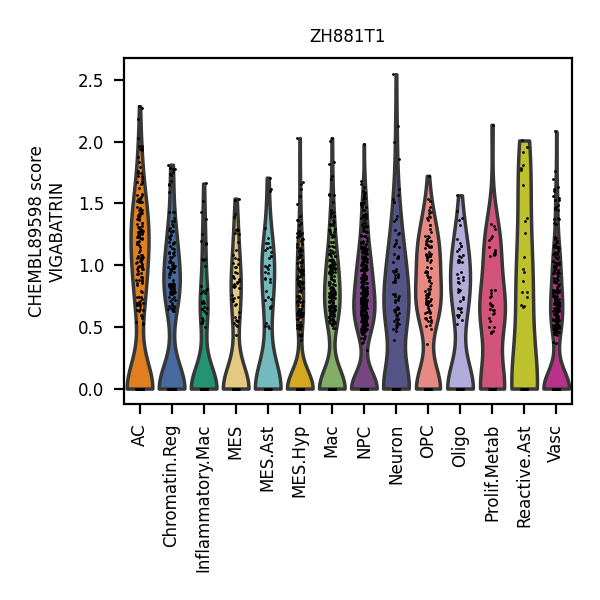 ZH881T1
CHEMBL89598 score
VIGABATRIN
2.5
2.0
1.5
1.0
0.5
0.0
AC
Chromatin.Reg
Inflammatory.Mac
MES
MES.Ast
MES.Hyp
Mac
NPC
Neuron
OPC
Oligo
Prolif.Metab
Reactive.Ast
Vasc